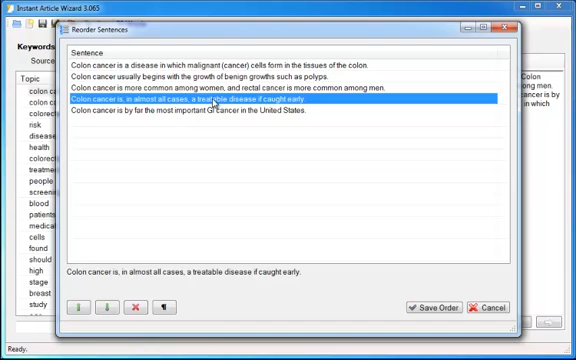 Instant Article Wizard 3.065
Keywords
Source
Topic
colon c
colon c
colorect
risk
disease
health
colorect
treatme
people
screenin
blood
patients
medica
cells
found
should
high
stage
breast
study
Reorder Sentences
Sentence
Colon cancer is a disease in which malignant (cancer) cells form in the tissues of the colon.
Colon cancer usually begins with the growth of benign growths such as polyps.
Colon cancer is more common among women, and rectal cancer is more common among men.
Colon cancer is, in almost all cases, a treatable disease if caught early.
Colon cancer is by far the most important GI cancer in the United States.
Colon cancer is, in almost all cases, a treatable disease if caught early.
Save Order
Cancel
Colon
among men.
cancer is by
in which
Ready.